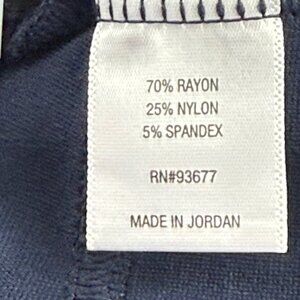 70% RAYON
25% NYLON
5% SPANDEX
RN#93677
MADE IN JORDAN